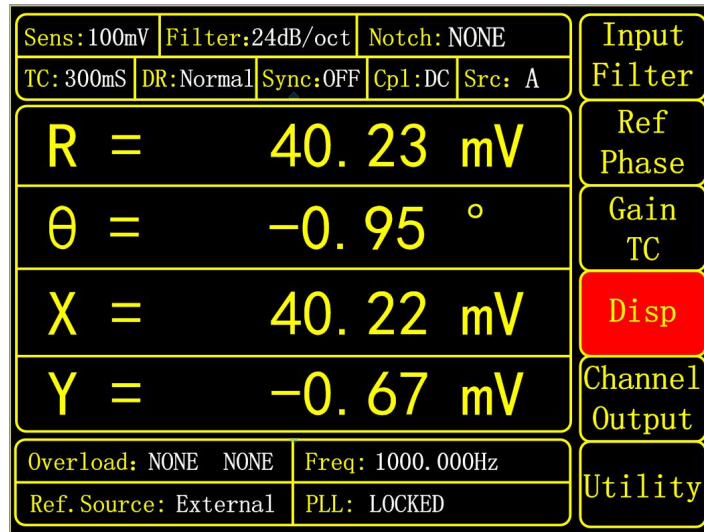 Sens:100mV Filter:24dB/oct Notch:NONE
TC:300mS DR:Normal Sync:OFF Cpl:DC Src: A
R = 40.23 mV
θ = -0.95 °
X = 40.22 mV
Y = -0.67 mV
Overload: NONE NONE Freq: 1000.000Hz
Ref.Source: External PLL: LOCKED
Input
Filter
Ref
Phase
Gain
TC
Disp
Channel
Output
Utility